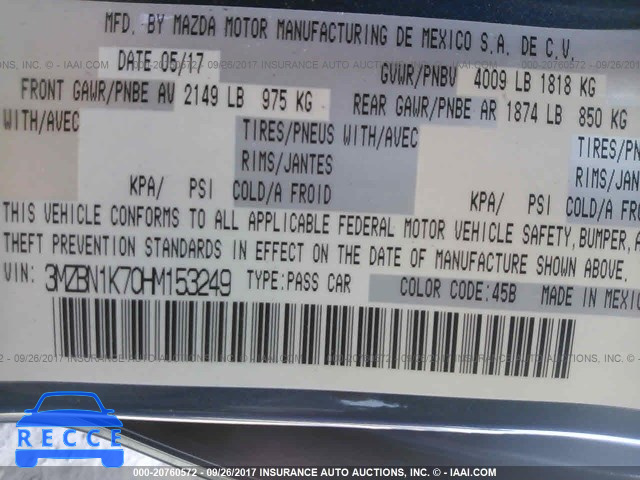 MFD. BY MAZDA MOTOR MANUFACTURING DE MEXICO S.A. DE C.V.
DATE 05/17 GVWR/PNBV 4009 LB 1818 KG
FRONT GAWR/PNBE AV 2149 LB 975 KG REAR GAWR/PNBE AR 1874 LB 850 KG
WITH/AVEC TIRES/PNEUS WITH/AVEC TIRES/PN
RIMS/JANTES RIMS/JA
KPA/ PSI COLD/A FROID KPA/ PSI COLD/A
THIS VEHICLE CONFORMS TO ALL APPLICABLE FEDERAL MOTOR VEHICLE SAFETY, BUMPER, A
THEFT PREVENTION STANDARDS IN EFFECT ON THE DATE OF MANUFACTURE SHOWN ABOVE.
VIN: 3MZBN1K70HM153249 TYPE:PASS CAR COLOR CODE:45B MADE IN MEXIC
BIDFAX
000-20760572 - 09/26/2017 INSURANCE AUTO AUCTIONS, INC. - © IAAI.COM